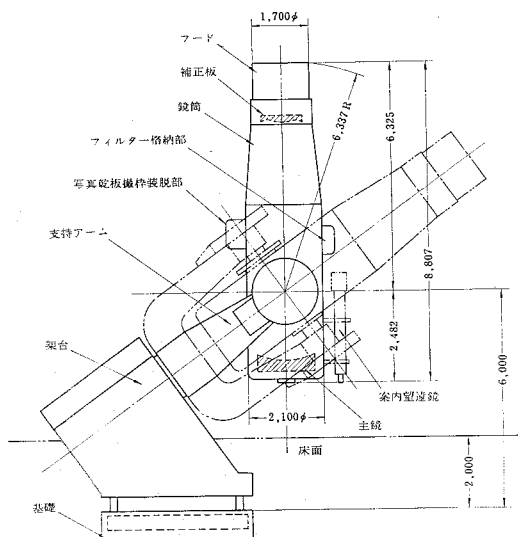 1,700φ
フード
補正板
鏡筒
フィルター格納部
写真乾板撮枠装脱部
支持アーム
架台
基礎
6,337R
6,325
8,807
2,482
6,000
2,000
案内望遠鏡
主鏡
2,100φ
床面